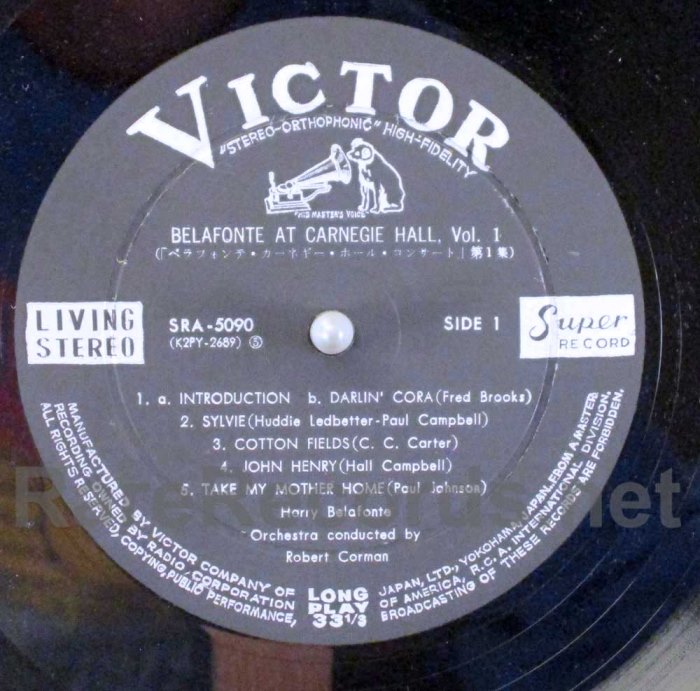 VICTOR
"STEREO-ORTHOPHONIC" HIGH-FIDELITY
"HIS MASTER'S VOICE"
BELAFONTE AT CARNEGIE HALL, Vol. 1
(「ベラフォンテ・カーネギー・ホール・コンサート」第1集)
LIVING STEREO
SRA-5090
(K2PY-2689) Ⓢ
SIDE 1
Super RECORD
1. a. INTRODUCTION b. DARLIN' CORA (Fred Brooks)
2. SYLVIE (Huddie Ledbetter-Paul Campbell)
3. COTTON FIELDS (C. C. Carter)
4. JOHN HENRY (Hall Campbell)
5. TAKE MY MOTHER HOME (Paul Johnson)
Harry Belafonte
Orchestra conducted by
Robert Corman
MANUFACTURED BY VICTOR COMPANY OF JAPAN, LTD., YOKOHAMA, JAPAN.FROM A MASTER
RECORDING OWNED BY RADIO CORPORATION OF AMERICA, R.C.A. INTERNATIONAL DIVISION.
ALL RIGHTS RESERVED, COPYING, PUBLIC PERFORMANCE, BROADCASTING OF THESE RECORDS ARE FORBIDDEN.
LONG PLAY 33 1/3
RareRecords.net